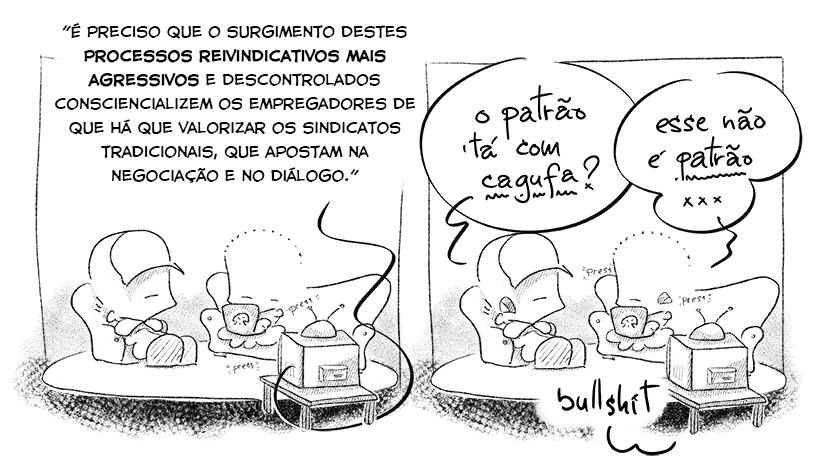 "É PRECISO QUE O SURGIMENTO DESTES
PROCESSOS REIVINDICATIVOS MAIS
AGRESSIVOS E DESCONTROLADOS
CONSCIENCIALIZEM OS EMPREGADORES DE
QUE HÁ QUE VALORIZAR OS SINDICATOS
TRADICIONAIS, QUE APOSTAM NA
NEGOCIAÇÃO E NO DIÁLOGO."
press
press
o patrão
'tá com
cagufa?
esse não
é patrão
xxx
press
press
bullshit